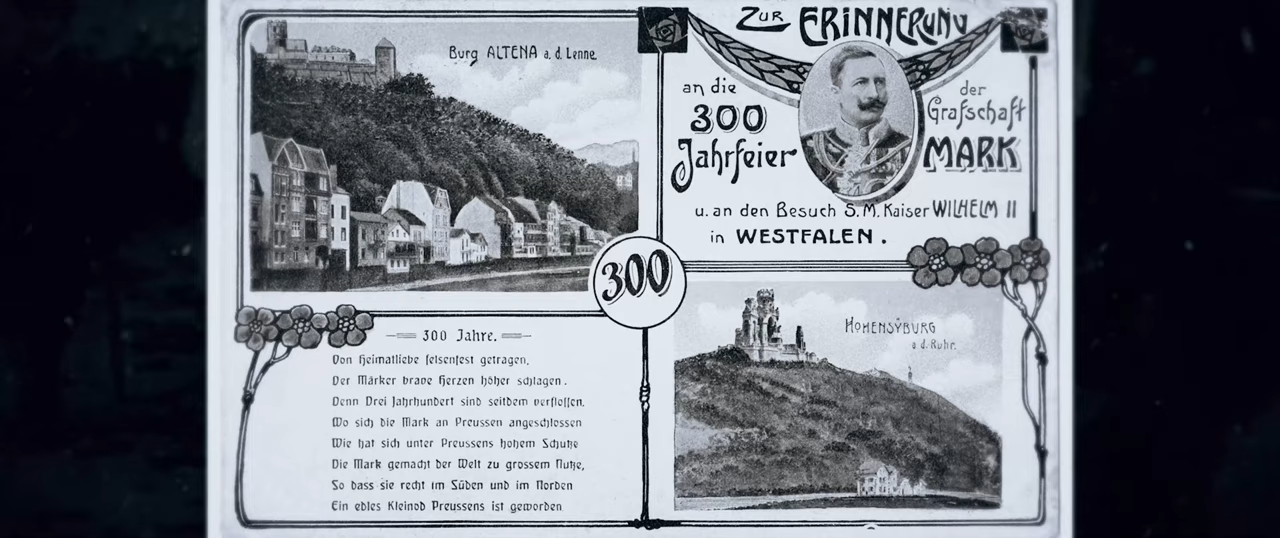 Burg ALTENA a. d. Lenne
Zur ERINNERUNG
an die
300
Jahrfeier
der
Grafschaft
MARK
u. an den Besuch S. M. Kaiser WILHELM II
in WESTFALEN.
300
300 Jahre.
Von Heimatliebe felsenfest getragen,
Der Märker brave Herzen höher schlagen.
Denn Drei Jahrhundert sind seitdem verflossen,
Wo sich die Mark an Preussen angeschlossen
Wie hat sich unter Preussens hohem Schutze
Die Mark gemacht der Welt zu grossem Nutze,
So dass sie recht im Süden und im Norden
Ein edles Kleinod Preussens ist geworden
HOHENSYBURG
a. d. Ruhr.